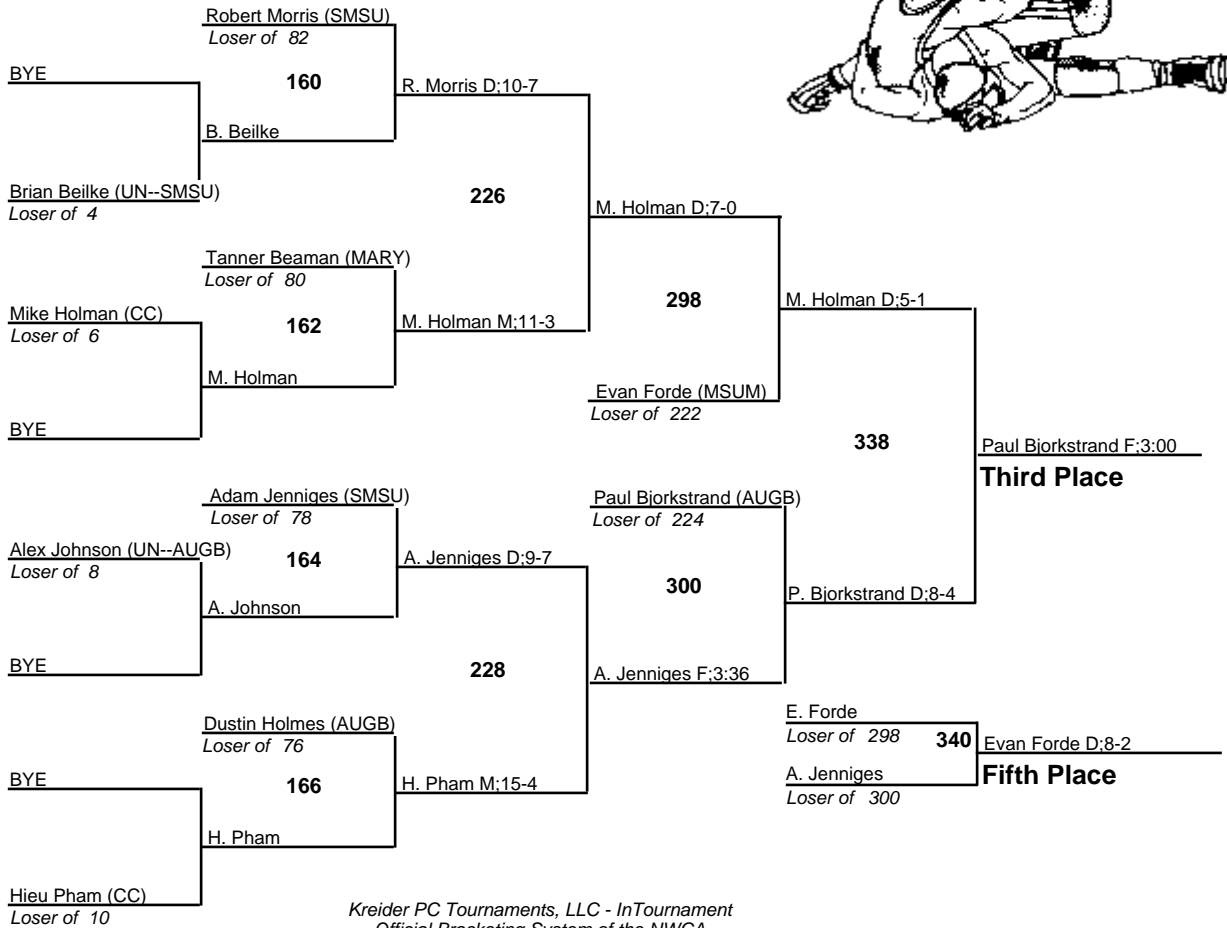 Robert Morris (SMSU)
Loser of 82
BYE
160
R. Morris D;10-7
B. Beilke
Brian Beilke (UN--SMSU)
Loser of 4
226
M. Holman D;7-0
Tanner Beaman (MARY)
Loser of 80
Mike Holman (CC)
Loser of 6
162
M. Holman M;11-3
298
M. Holman D;5-1
M. Holman
Evan Forde (MSUM)
Loser of 222
BYE
338
Paul Bjorkstrand F;3:00
Third Place
Adam Jenniges (SMSU)
Loser of 78
Paul Bjorkstrand (AUGB)
Loser of 224
Alex Johnson (UN--AUGB)
Loser of 8
164
A. Jenniges D;9-7
300
P. Bjorkstrand D;8-4
A. Johnson
BYE
228
A. Jenniges F;3:36
Dustin Holmes (AUGB)
Loser of 76
E. Forde
Loser of 298
340
Evan Forde D;8-2
Fifth Place
A. Jenniges
Loser of 300
BYE
166
H. Pham M;15-4
H. Pham
Hieu Pham (CC)
Loser of 10
Kreider PC Tournaments, LLC - InTournament
Official Bracketing System of the NWCA